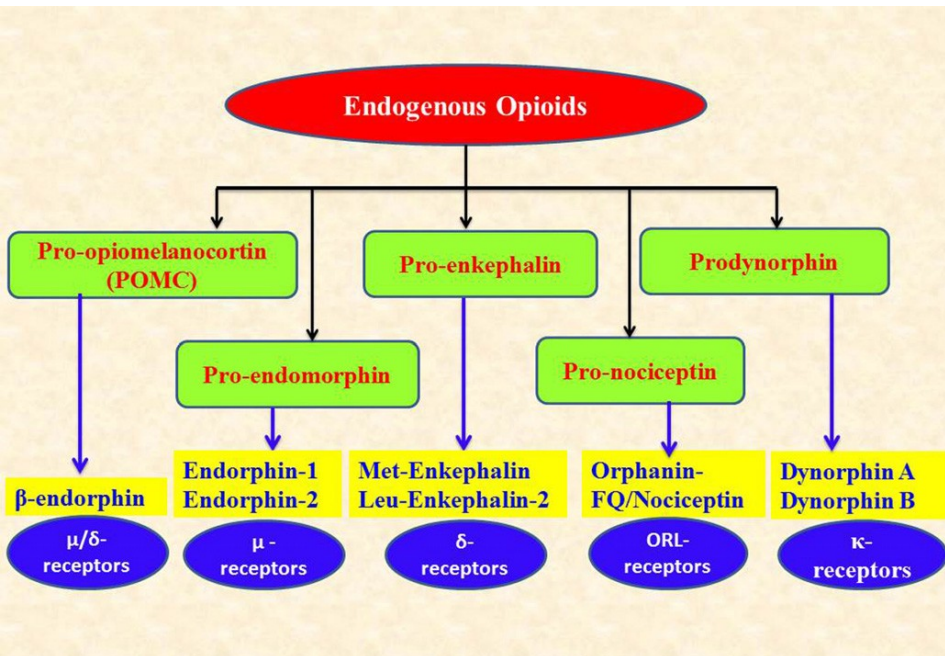 Endogenous Opioids
Pro-opiomelanocortin
(POMC)
Pro-enkephalin
Prodynorphin
Pro-endomorphin
Pro-nociceptin
β-endorphin
Endorphin-1
Endorphin-2
Met-Enkephalin
Leu-Enkephalin-2
Orphanin-
FQ/Nociceptin
Dynorphin A
Dynorphin B
μ/δ-
receptors
μ -
receptors
δ-
receptors
ORL-
receptors
κ-
receptors